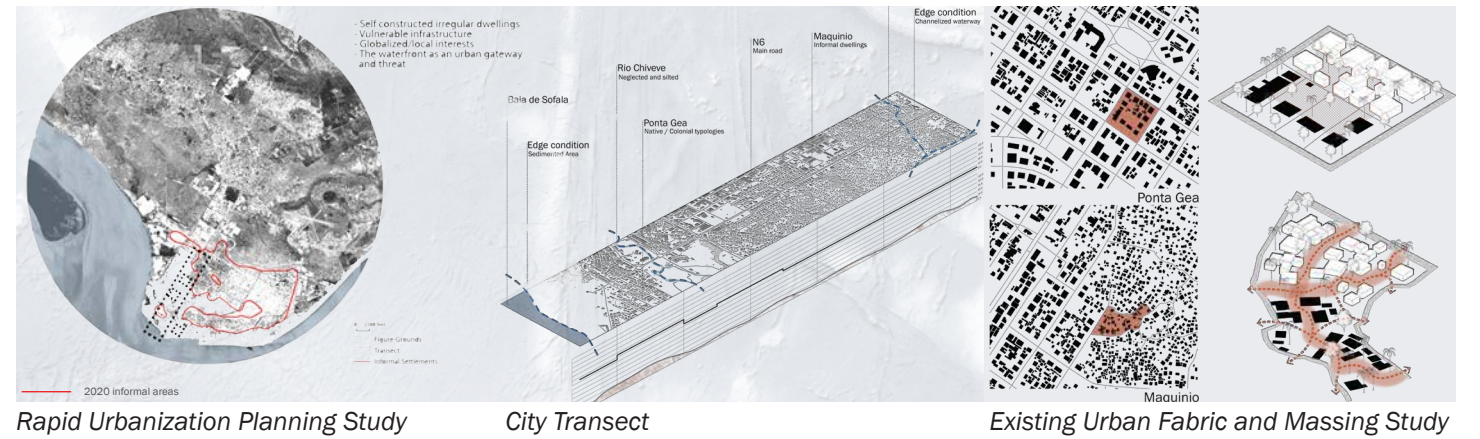 - Self constructed irregular dwellings
- Vulnerable infrastructure
- Globalized/local interests
- The waterfront as an urban gateway
and threat
Figure-Grounds
Transect
Informal Settlements
2020 informal areas
Baia de Sofala
Edge condition
Sedimented Area
Rio Chiveve
Neglected and silted
Ponta Gea
Native / Colonial typologies
N6
Main road
Maquinio
Informal dwellings
Edge condition
Channelized waterway
Ponta Gea
Maquinio
Rapid Urbanization Planning Study
City Transect
Existing Urban Fabric and Massing Study